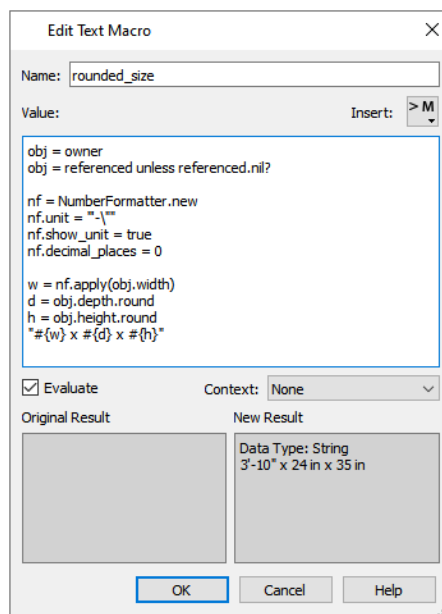 Edit Text Macro
Name: rounded_size
Value: Insert: > M
obj = owner
obj = referenced unless referenced.nil?
nf = NumberFormatter.new
nf.unit = "'-\""
nf.show_unit = true
nf.decimal_places = 0
w = nf.apply(obj.width)
d = obj.depth.round
h = obj.height.round
"#{w} x #{d} x #{h}"
Evaluate Context: None
Original Result New Result
Data Type: String
3'-10" x 24 in x 35 in
OK Cancel Help